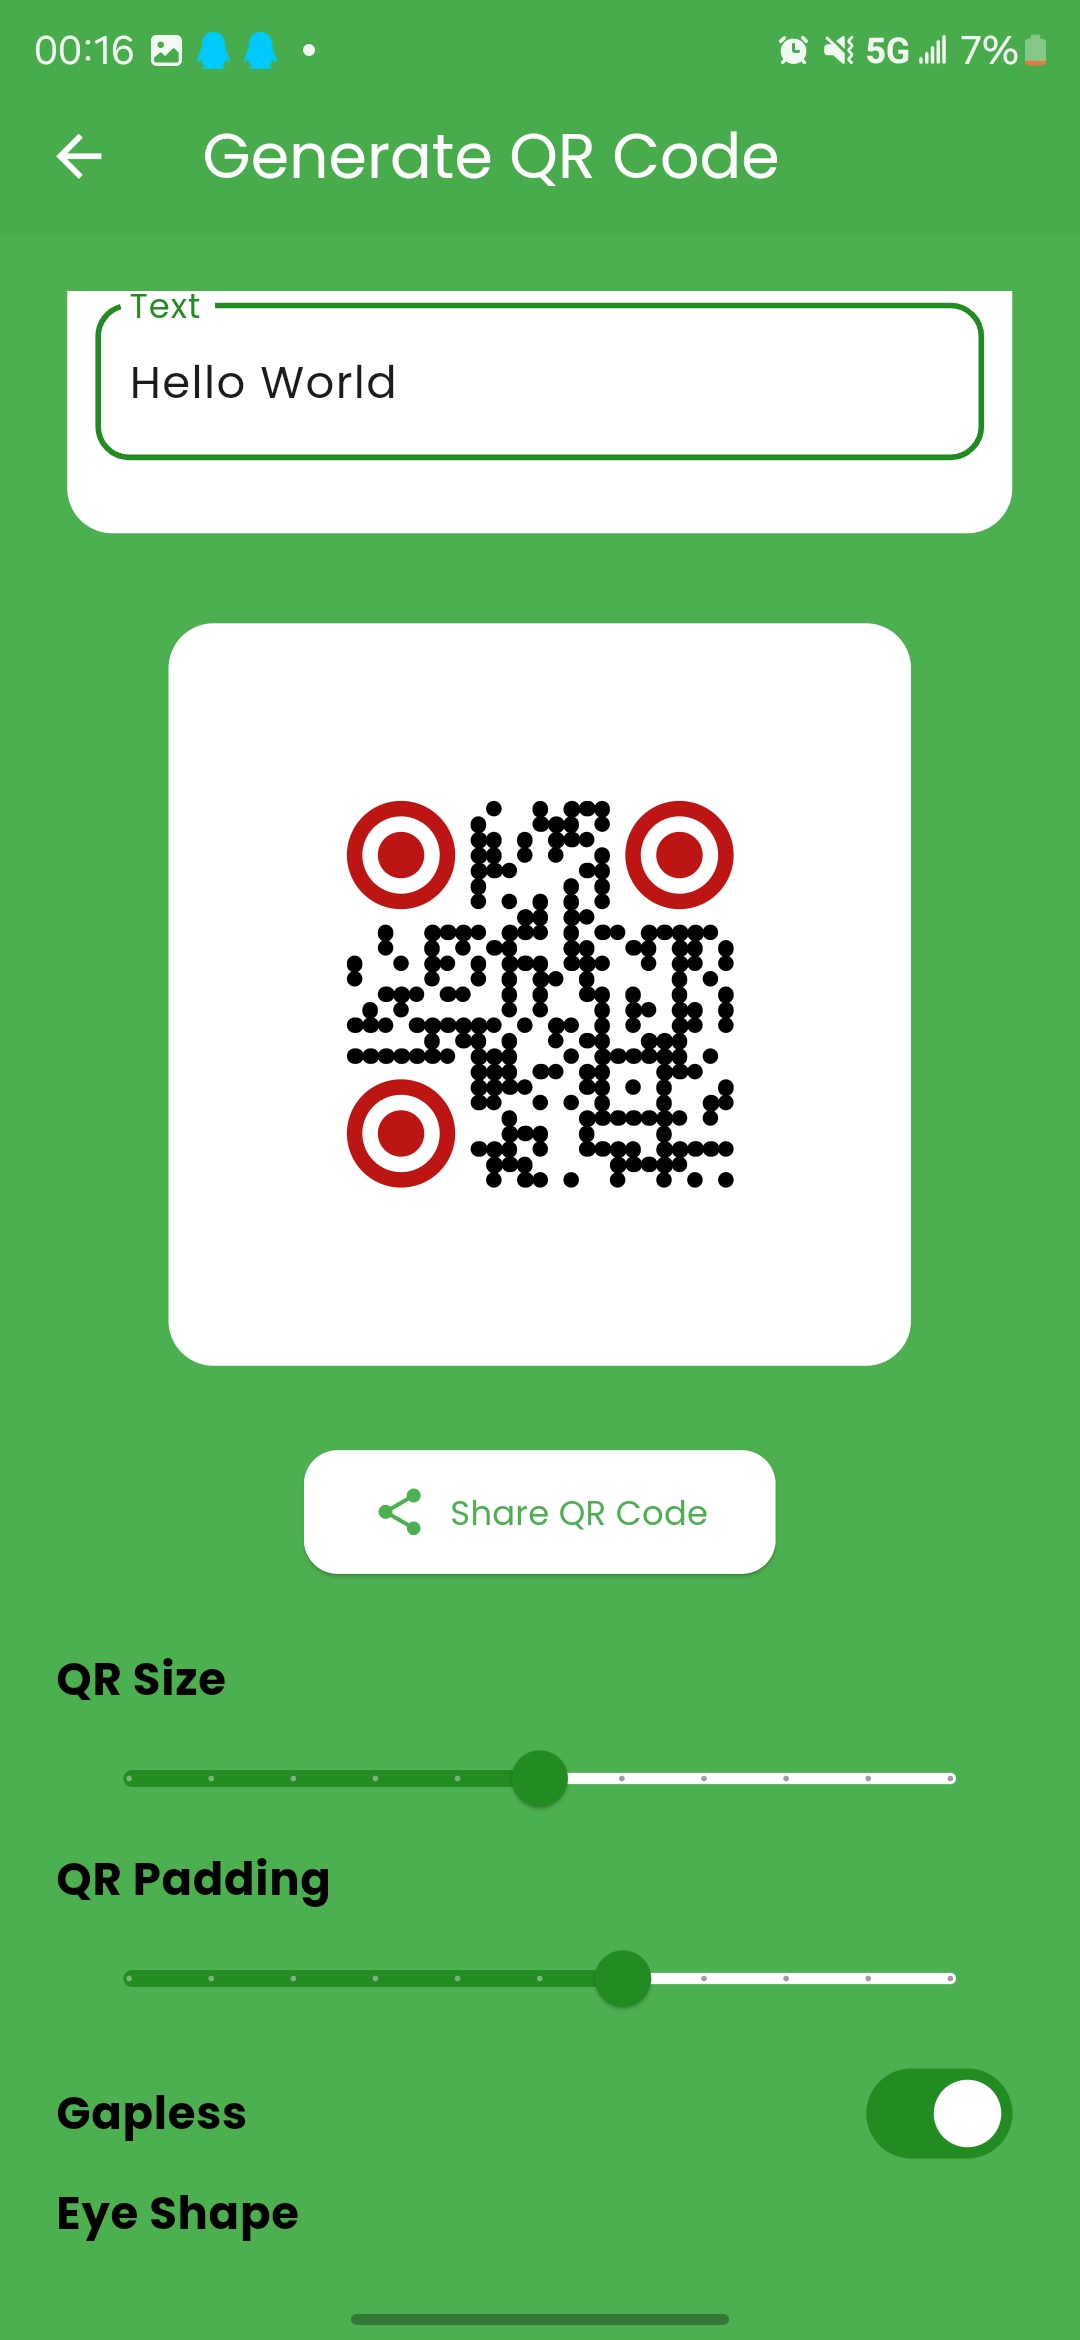 00:16 5G 7%
Generate QR Code
Text
Hello World
Share QR Code
QR Size
QR Padding
Gapless
Eye Shape